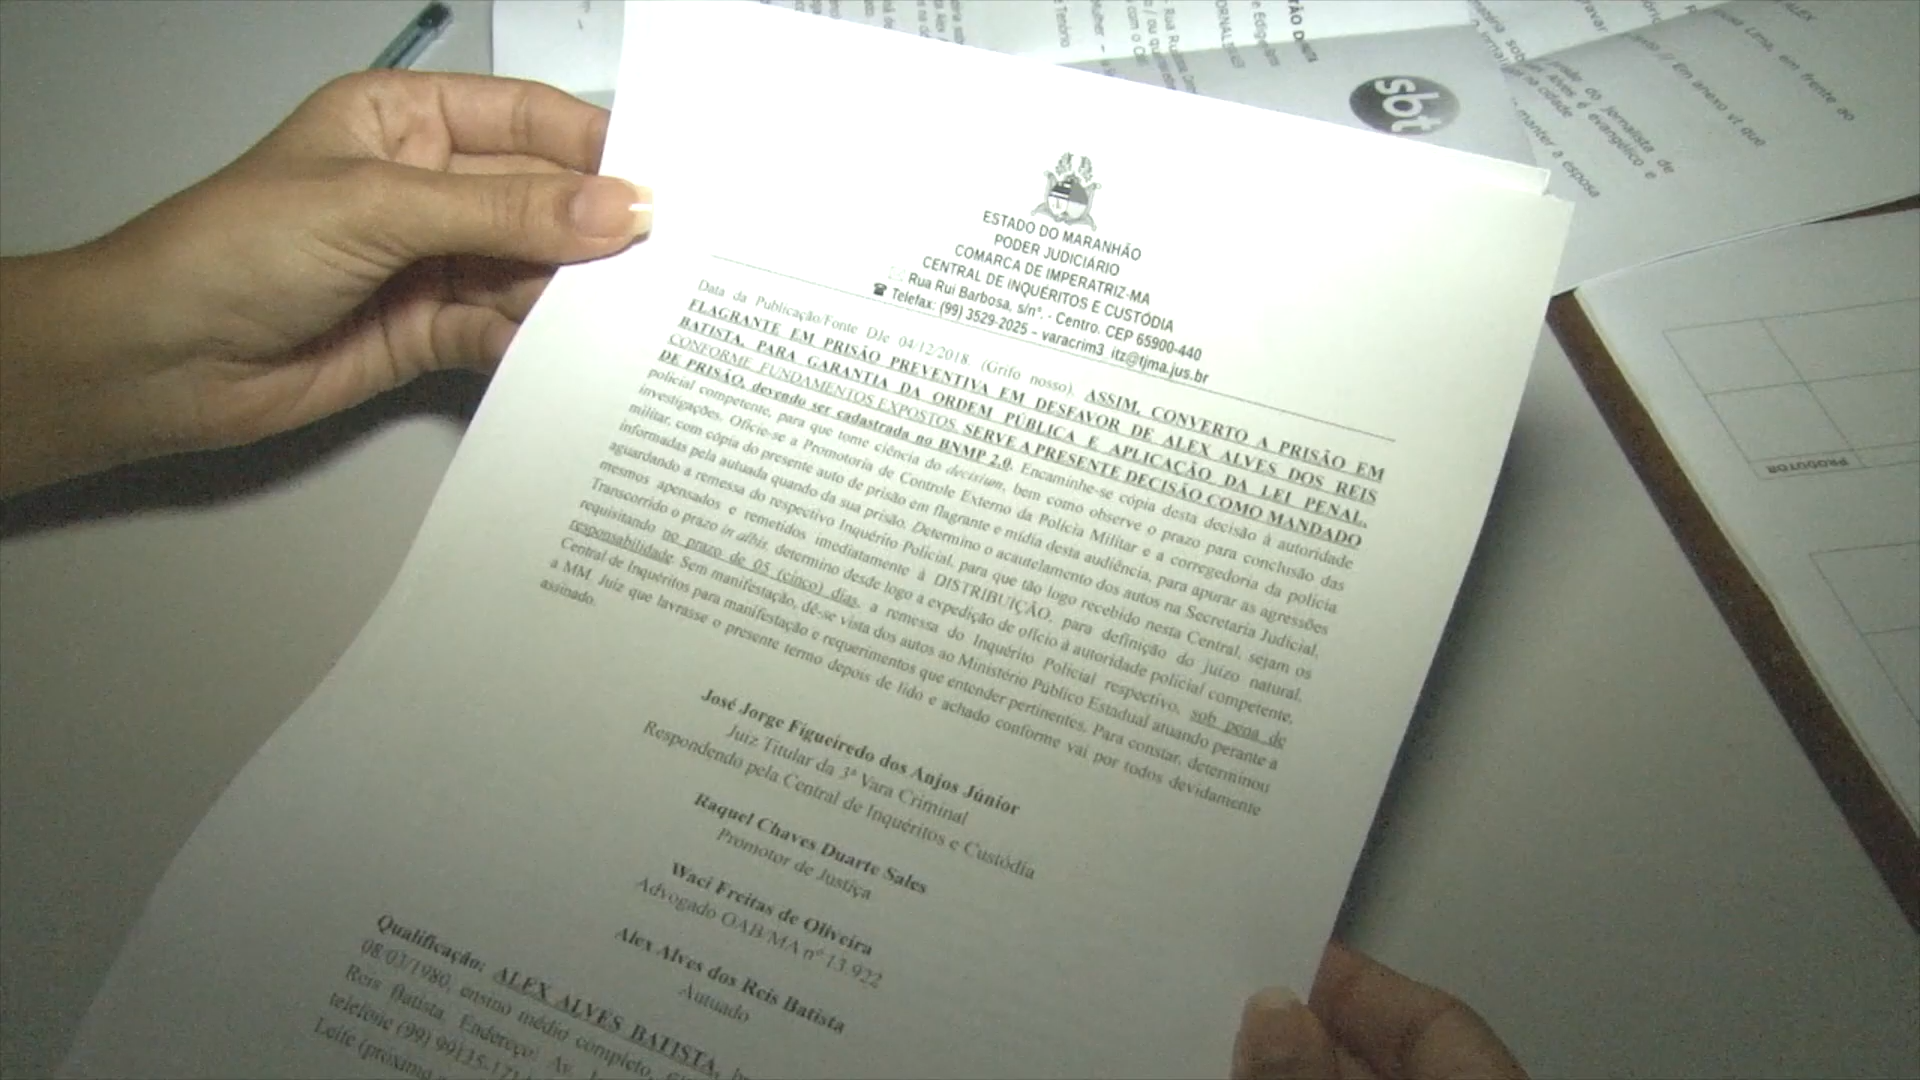 sbt
ESTADO DO MARANHÃO
PODER JUDICIÁRIO
COMARCA DE IMPERATRIZ-MA
CENTRAL DE INQUÉRITOS E CUSTÓDIA
Rua Rui Barbosa, s/nº. - Centro. CEP 65900-440
☎ Telefax: (99) 3529-2025 – varacrim3_itz@tjma.jus.br
Data da Publicação/Fonte DJe 04/12/2018. (Grifo nosso). ASSIM, CONVERTO A PRISÃO EM
FLAGRANTE EM PRISÃO PREVENTIVA EM DESFAVOR DE ALEX ALVES DOS REIS
BATISTA, PARA GARANTIA DA ORDEM PÚBLICA E APLICAÇÃO DA LEI PENAL,
CONFORME FUNDAMENTOS EXPOSTOS. SERVE A PRESENTE DECISÃO COMO MANDADO
DE PRISÃO, devendo ser cadastrada no BNMP 2.0. Encaminhe-se cópia desta decisão à autoridade
policial competente, para que tome ciência do decisium, bem como observe o prazo para conclusão das
investigações. Oficie-se a Promotoria de Controle Externo da Polícia Militar e a corregedoria da polícia
militar, com cópia do presente auto de prisão em flagrante e mídia desta audiência, para apurar as agressões
informadas pela autuada quando da sua prisão. Determino o acautelamento dos autos na Secretaria Judicial,
aguardando a remessa do respectivo Inquérito Policial, para que tão logo recebido nesta Central, sejam os
mesmos apensados e remetidos imediatamente à DISTRIBUIÇÃO, para definição do juízo natural.
Transcorrido o prazo in albis, determino desde logo a expedição de ofício à autoridade policial competente,
requisitando no prazo de 05 (cinco) dias, a remessa do Inquérito Policial respectivo, sob pena de
responsabilidade. Sem manifestação, dê-se vista dos autos ao Ministério Público Estadual atuando perante a
Central de Inquéritos para manifestação e requerimentos que entender pertinentes. Para constar, determinou
a MM. Juiz que lavrasse o presente termo depois de lido e achado conforme vai por todos devidamente
assinado.
José Jorge Figueiredo dos Anjos Júnior
Juiz Titular da 3ª Vara Criminal
Respondendo pela Central de Inquéritos e Custódia
Raquel Chaves Duarte Sales
Promotor de Justiça
Waci Freitas de Oliveira
Advogado OAB/MA nº 13.922
Alex Alves dos Reis Batista
Autuado
Qualificação: ALEX ALVES BATISTA,
08/03/1980, ensino médio completo,
Reis Batista. Endereço: Av.
telefone (99)
Leite (próximo
PRODUTOR